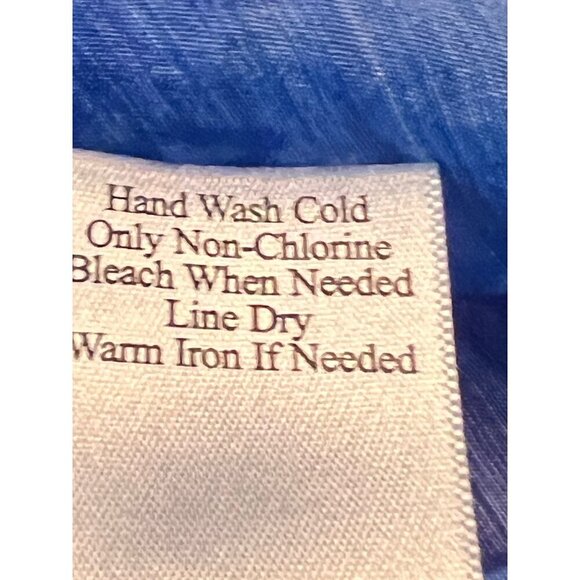 Hand Wash Cold
Only Non-Chlorine
Bleach When Needed
Line Dry
Warm Iron If Needed